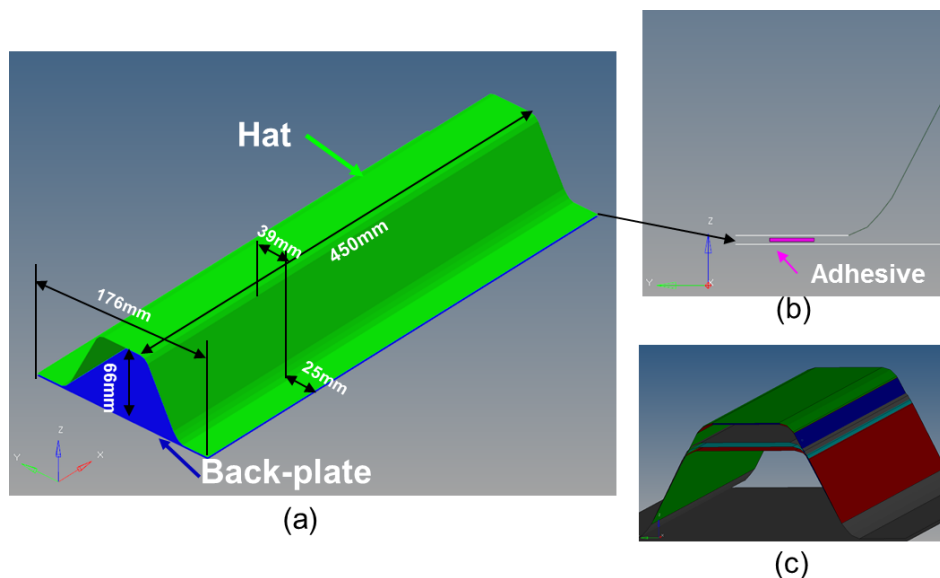 Hat
39mm
450mm
176mm
66mm
25mm
Back-plate
Z
Y
X
(a)
Z
Y
X
Adhesive
(b)
(c)